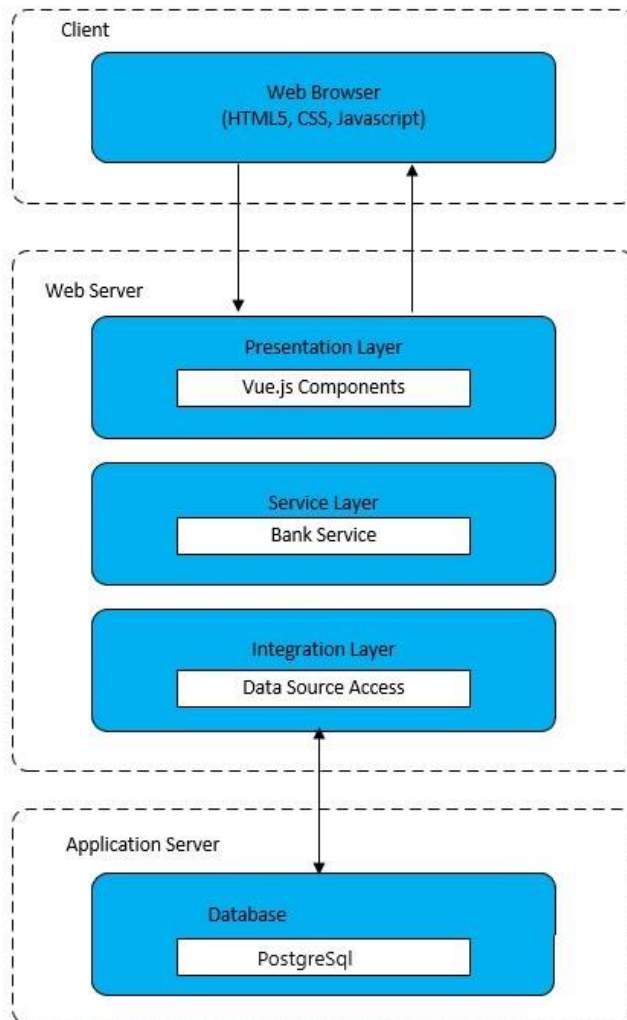 Client
Web Browser
(HTML5, CSS, Javascript)
Web Server
Presentation Layer
Vue.js Components
Service Layer
Bank Service
Integration Layer
Data Source Access
Application Server
Database
PostgreSql